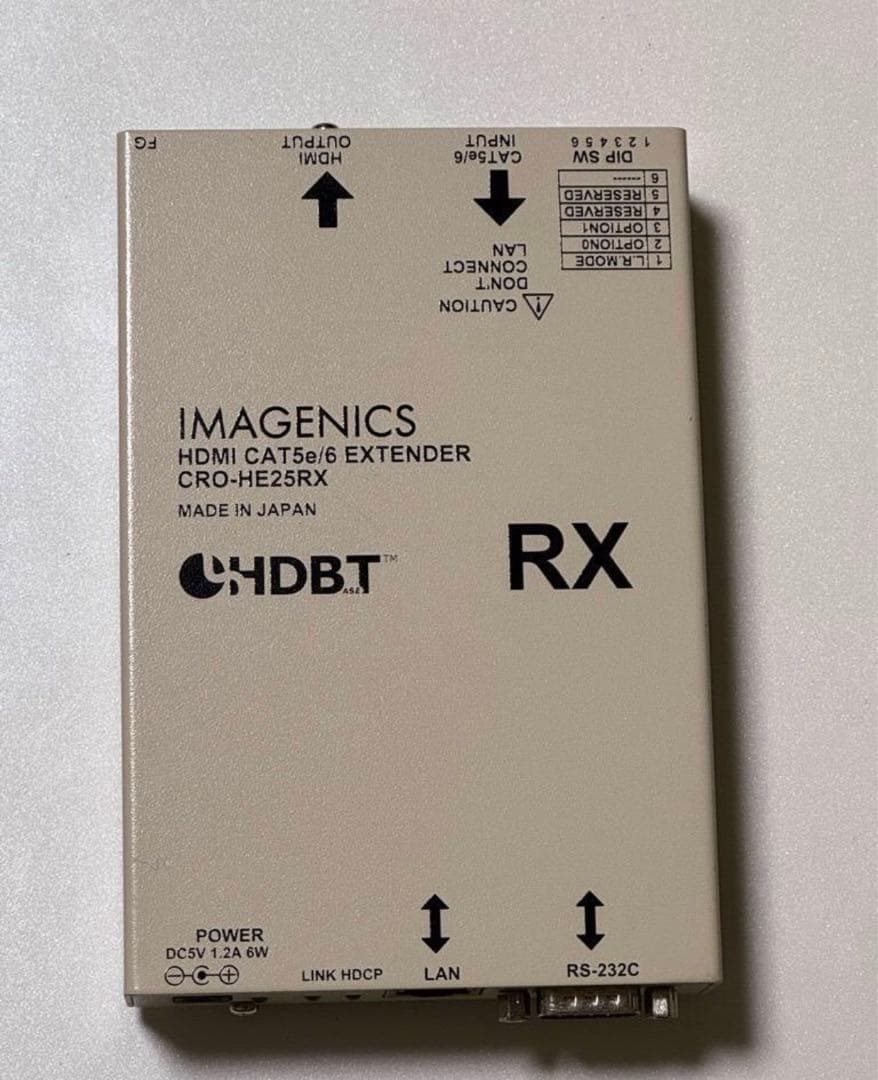 FG
HDMI
OUTPUT
CAT5e/6
INPUT
CAUTION
DON'T
CONNECT
LAN
DIP SW
1 2 3 4 5 6
1 L.R.MODE
2 OPTION0
3 OPTION1
4 RESERVED
5 RESERVED
6 ------
IMAGENICS
HDMI CAT5e/6 EXTENDER
CRO-HE25RX
MADE IN JAPAN
HDBASET™
RX
POWER
DC5V 1.2A 6W
LINK HDCP
LAN
RS-232C